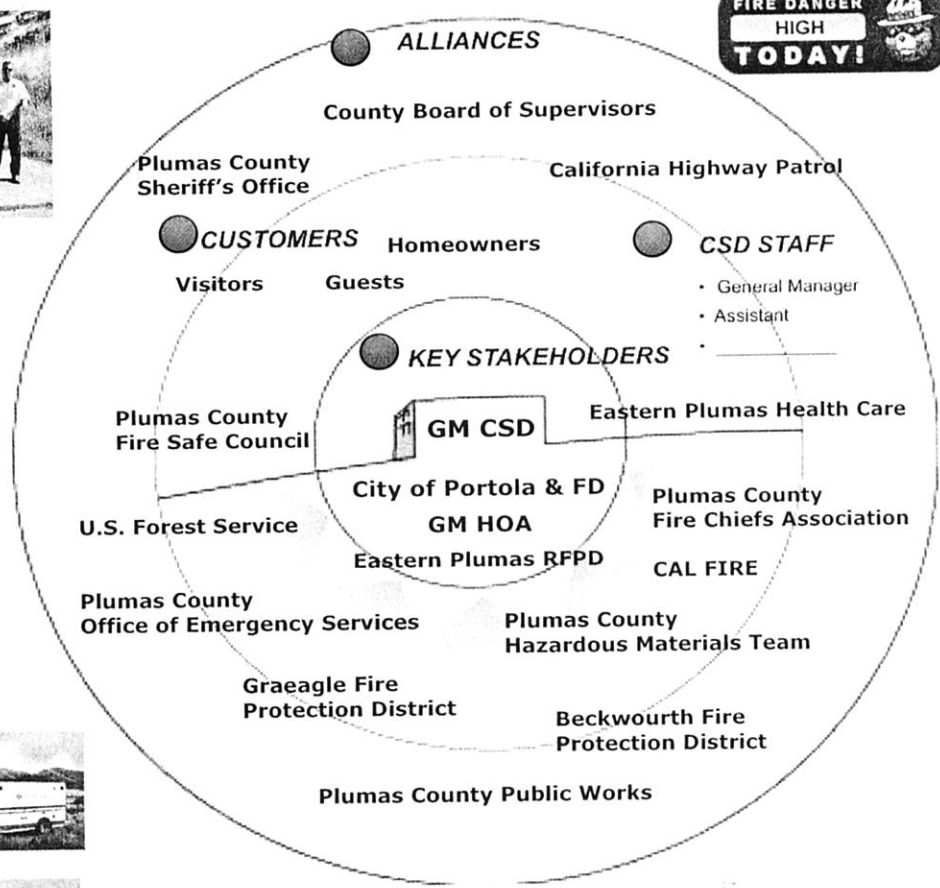 FIRE DANGER
HIGH
TODAY!
ALLIANCES
County Board of Supervisors
Plumas County
Sheriff's Office
California Highway Patrol
CUSTOMERS
Homeowners
CSD STAFF
Visitors
Guests
• General Manager
• Assistant
•
KEY STAKEHOLDERS
Plumas County
Fire Safe Council
GM CSD
Eastern Plumas Health Care
City of Portola & FD
GM HOA
Eastern Plumas RFPD
Plumas County
Fire Chiefs Association
U.S. Forest Service
CAL FIRE
Plumas County
Office of Emergency Services
Plumas County
Hazardous Materials Team
Graeagle Fire
Protection District
Beckwourth Fire
Protection District
Plumas County Public Works